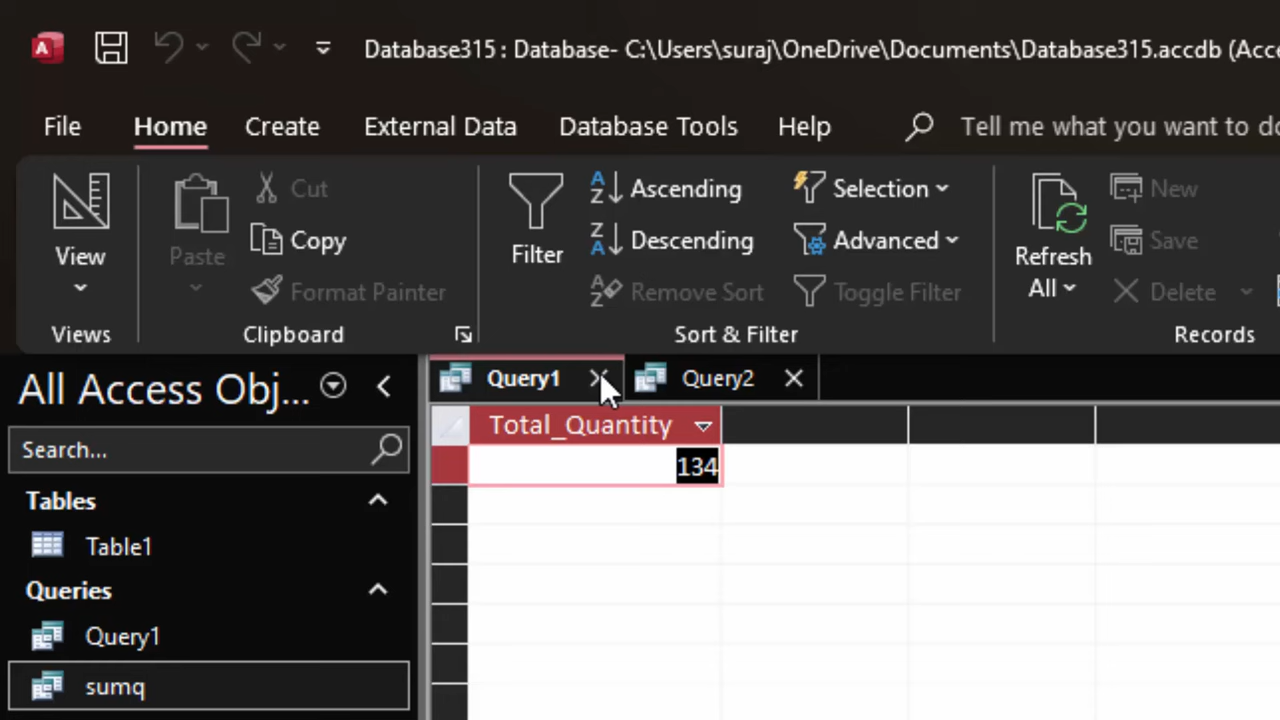 Database315 : Database- C:\Users\suraj\OneDrive\Documents\Database315.accdb (Acce
File Home Create External Data Database Tools Help Tell me what you want to do
View
Views
Paste
Cut
Copy
Format Painter
Clipboard
Filter
Ascending
Descending
Remove Sort
Selection
Advanced
Toggle Filter
Sort & Filter
Refresh
All
New
Save
Delete
Records
All Access Obj...
Search...
Tables
Table1
Queries
Query1
sumq
Query1 Query2
Total_Quantity
134